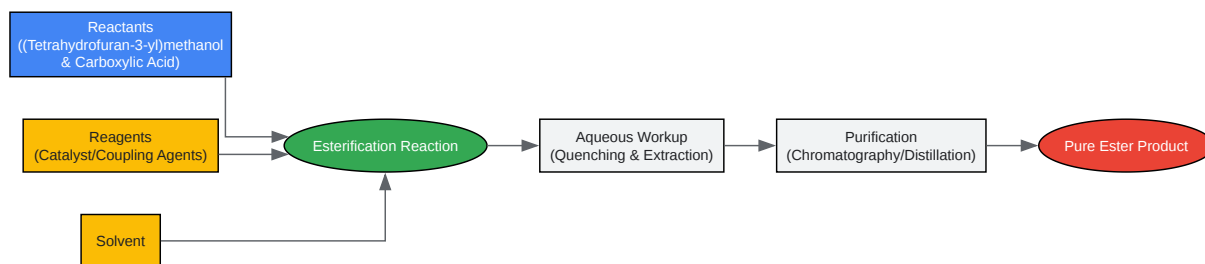 Reactants
((Tetrahydrofuran-3-yl)methanol
& Carboxylic Acid)
Reagents
(Catalyst/Coupling Agents)
Solvent
Esterification Reaction
Aqueous Workup
(Quenching & Extraction)
Purification
(Chromatography/Distillation)
Pure Ester Product